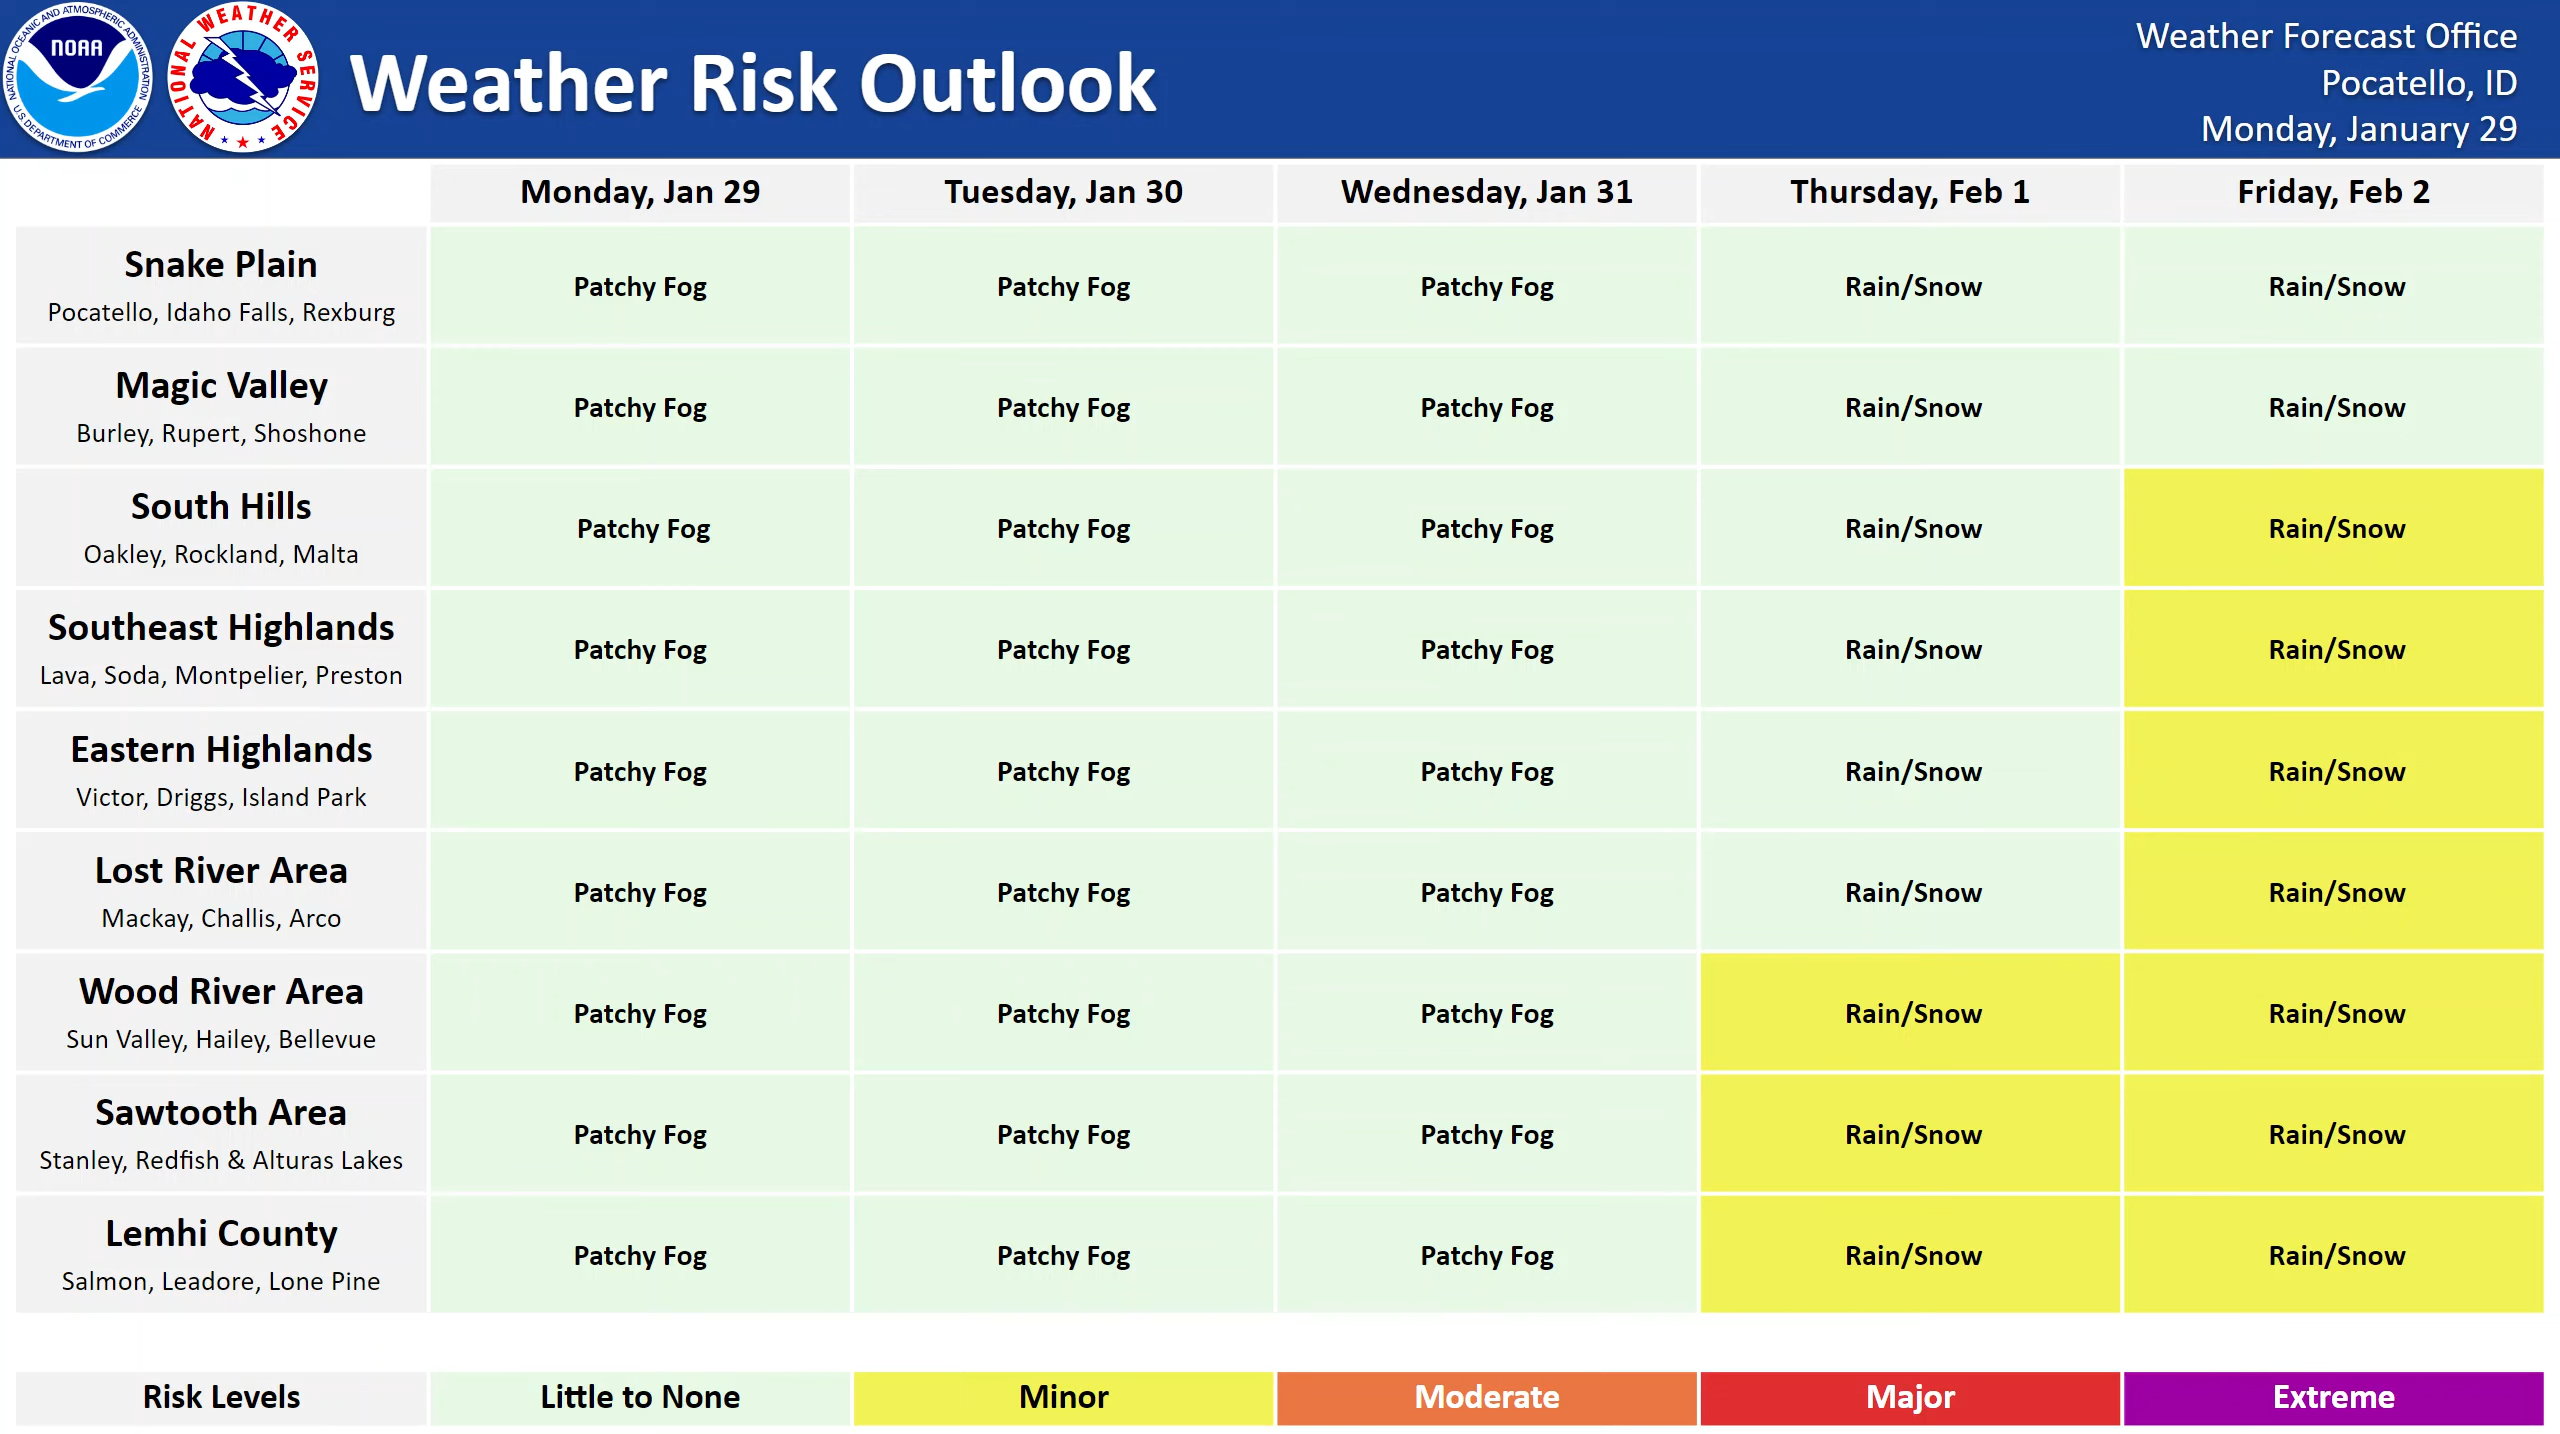 NATIONAL OCEANIC AND ATMOSPHERIC ADMINISTRATION
NOAA
U.S. DEPARTMENT OF COMMERCE
NATIONAL WEATHER SERVICE
Weather Risk Outlook
Weather Forecast Office
Pocatello, ID
Monday, January 29
Monday, Jan 29 Tuesday, Jan 30 Wednesday, Jan 31 Thursday, Feb 1 Friday, Feb 2
Snake Plain
Pocatello, Idaho Falls, Rexburg
Patchy Fog Patchy Fog Patchy Fog Rain/Snow Rain/Snow
Magic Valley
Burley, Rupert, Shoshone
Patchy Fog Patchy Fog Patchy Fog Rain/Snow Rain/Snow
South Hills
Oakley, Rockland, Malta
Patchy Fog Patchy Fog Patchy Fog Rain/Snow Rain/Snow
Southeast Highlands
Lava, Soda, Montpelier, Preston
Patchy Fog Patchy Fog Patchy Fog Rain/Snow Rain/Snow
Eastern Highlands
Victor, Driggs, Island Park
Patchy Fog Patchy Fog Patchy Fog Rain/Snow Rain/Snow
Lost River Area
Mackay, Challis, Arco
Patchy Fog Patchy Fog Patchy Fog Rain/Snow Rain/Snow
Wood River Area
Sun Valley, Hailey, Bellevue
Patchy Fog Patchy Fog Patchy Fog Rain/Snow Rain/Snow
Sawtooth Area
Stanley, Redfish & Alturas Lakes
Patchy Fog Patchy Fog Patchy Fog Rain/Snow Rain/Snow
Lemhi County
Salmon, Leadore, Lone Pine
Patchy Fog Patchy Fog Patchy Fog Rain/Snow Rain/Snow
Risk Levels Little to None Minor Moderate Major Extreme